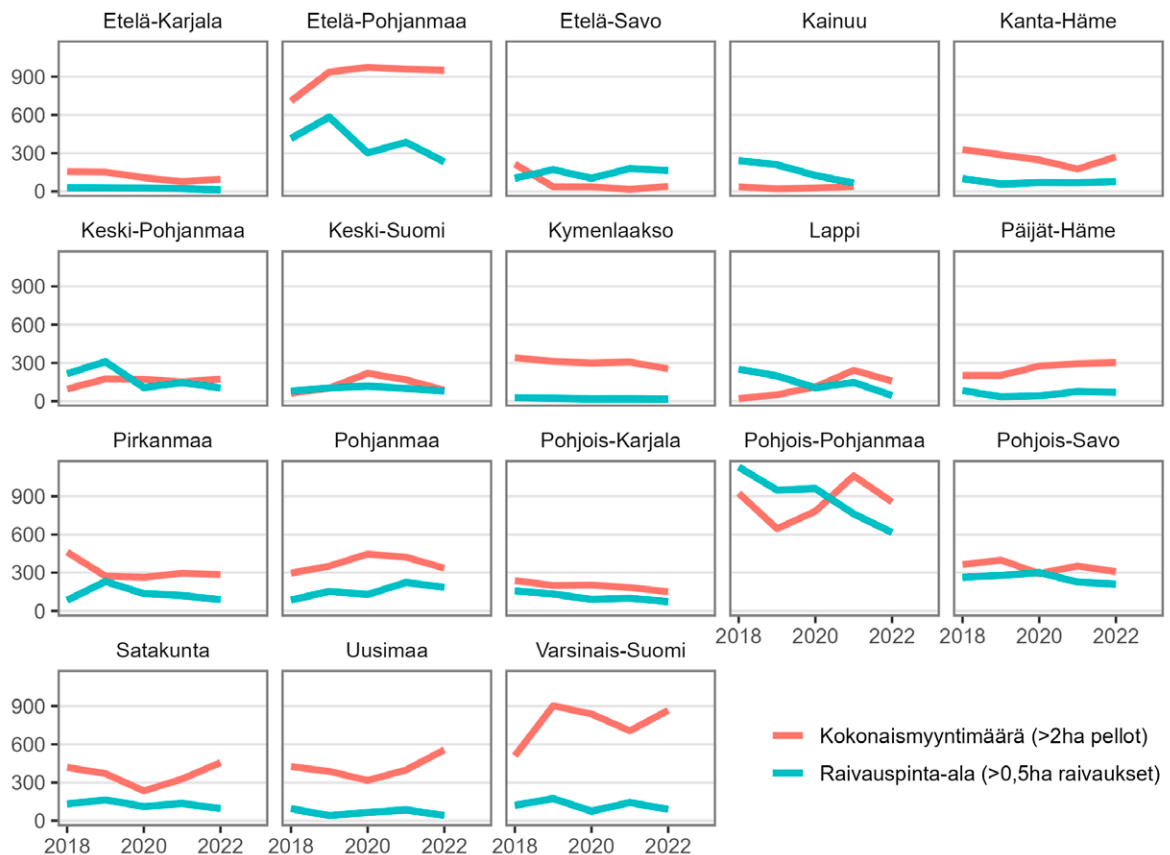 Etelä-Karjala Etelä-Pohjanmaa Etelä-Savo Kainuu Kanta-Häme
900
600
300
0
Keski-Pohjanmaa Keski-Suomi Kymenlaakso Lappi Päijät-Häme
900
600
300
0
Pirkanmaa Pohjanmaa Pohjois-Karjala Pohjois-Pohjanmaa Pohjois-Savo
900
600
300
0
2018 2020 2022 2018 2020 2022
Satakunta Uusimaa Varsinais-Suomi
900
600
300
0
2018 2020 2022 2018 2020 2022 2018 2020 2022
Kokonaismyyntimäärä (>2ha pellot)
Raivauspinta-ala (>0,5ha raivaukset)